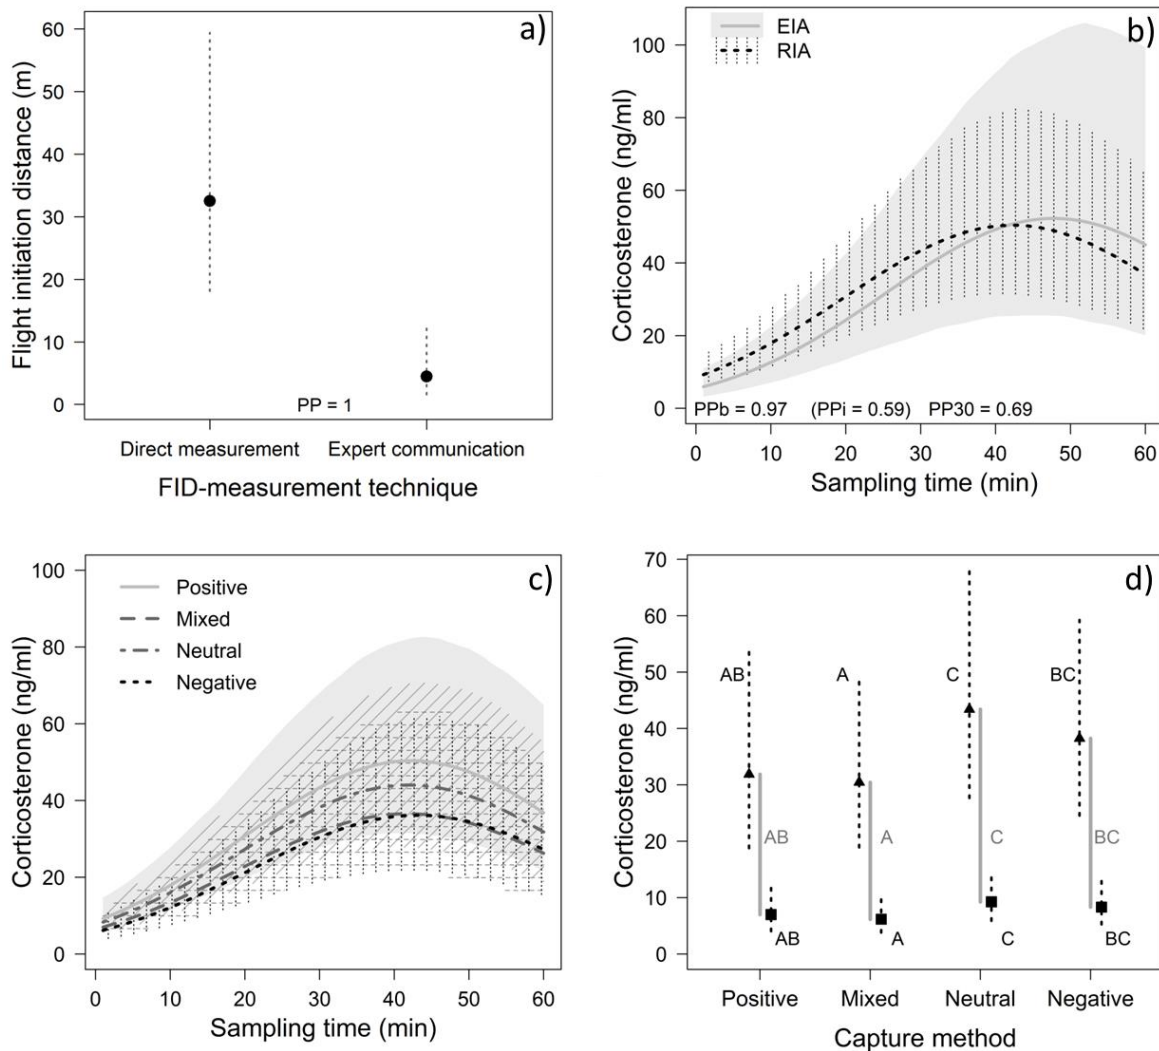 a)
Flight initiation distance (m)
60
50
40
30
20
10
0
PP = 1
Direct measurement Expert communication
FID-measurement technique
b)
EIA
RIA
Corticosterone (ng/ml)
100
80
60
40
20
0
PPb = 0.97 (PPi = 0.59) PP30 = 0.69
0 10 20 30 40 50 60
Sampling time (min)
c)
Positive
Mixed
Neutral
Negative
Corticosterone (ng/ml)
100
80
60
40
20
0
0 10 20 30 40 50 60
Sampling time (min)
d)
Corticosterone (ng/ml)
70
60
50
40
30
20
10
0
AB A C BC
AB A C BC
AB A C BC
Positive Mixed Neutral Negative
Capture method